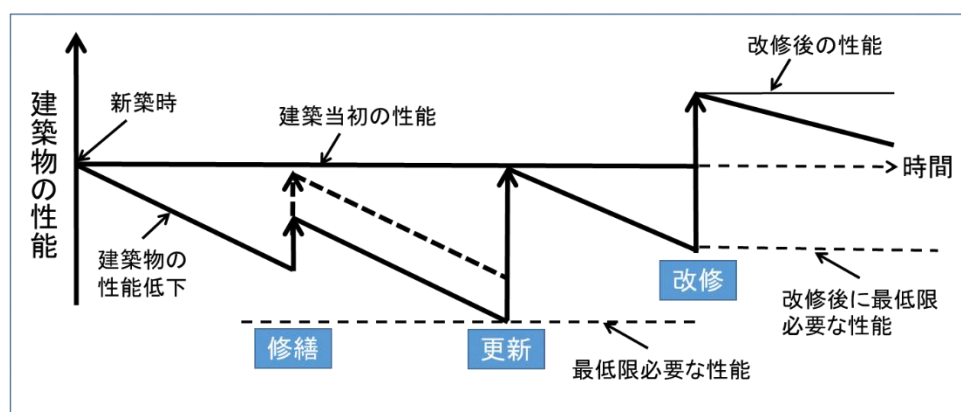 建築物の性能
新築時
建築当初の性能
改修後の性能
時間
建築物の
性能低下
修繕
更新
改修
最低限必要な性能
改修後に最低限
必要な性能